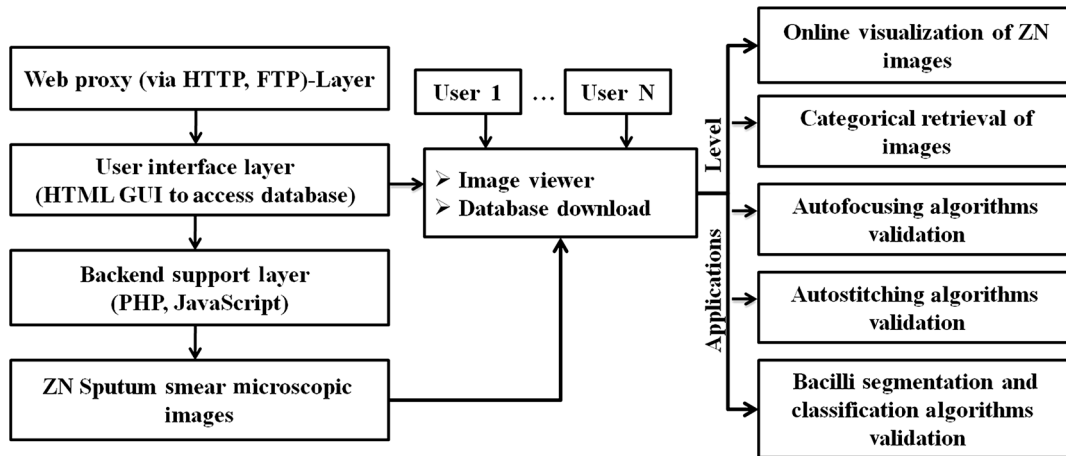 Web proxy (via HTTP, FTP)-Layer
User interface layer
(HTML GUI to access database)
Backend support layer
(PHP, JavaScript)
ZN Sputum smear microscopic
images
User 1 … User N
➢ Image viewer
➢ Database download
Applications Level
Online visualization of ZN
images
Categorical retrieval of
images
Autofocusing algorithms
validation
Autostitching algorithms
validation
Bacilli segmentation and
classification algorithms
validation